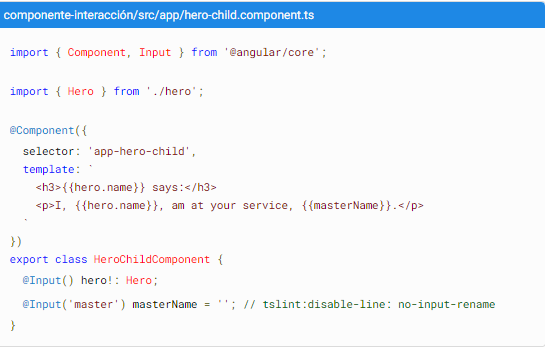 componente-interacción/src/app/hero-child.component.ts
import { Component, Input } from '@angular/core';
import { Hero } from './hero';
@Component({
selector: 'app-hero-child',
template: `
<h3>{{hero.name}} says:</h3>
<p>I, {{hero.name}}, am at your service, {{masterName}}.</p>
`
})
export class HeroChildComponent {
@Input() hero!: Hero;
@Input('master') masterName = ''; // tslint:disable-line: no-input-rename
}